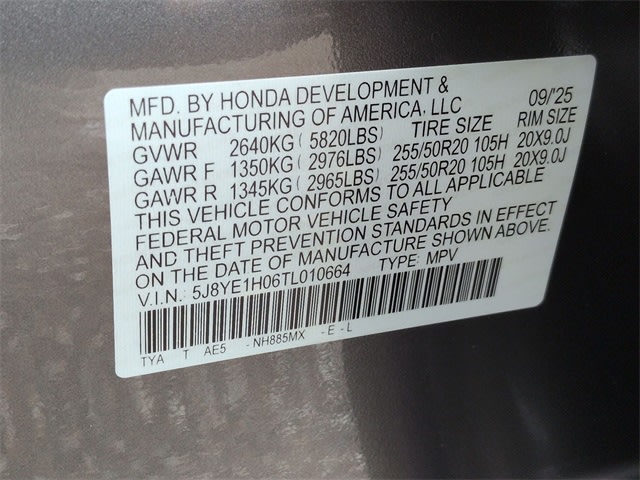 MFD. BY HONDA DEVELOPMENT & 09/'25
MANUFACTURING OF AMERICA, LLC RIM SIZE
GVWR 2640KG ( 5820LBS) TIRE SIZE
GAWR F 1350KG ( 2976LBS) 255/50R20 105H 20X9.0J
GAWR R 1345KG ( 2965LBS) 255/50R20 105H 20X9.0J
THIS VEHICLE CONFORMS TO ALL APPLICABLE
FEDERAL MOTOR VEHICLE SAFETY
AND THEFT PREVENTION STANDARDS IN EFFECT
ON THE DATE OF MANUFACTURE SHOWN ABOVE.
V.I.N. 5J8YE1H06TL010664 TYPE: MPV
TYA T AE5 - NH885MX - E - L